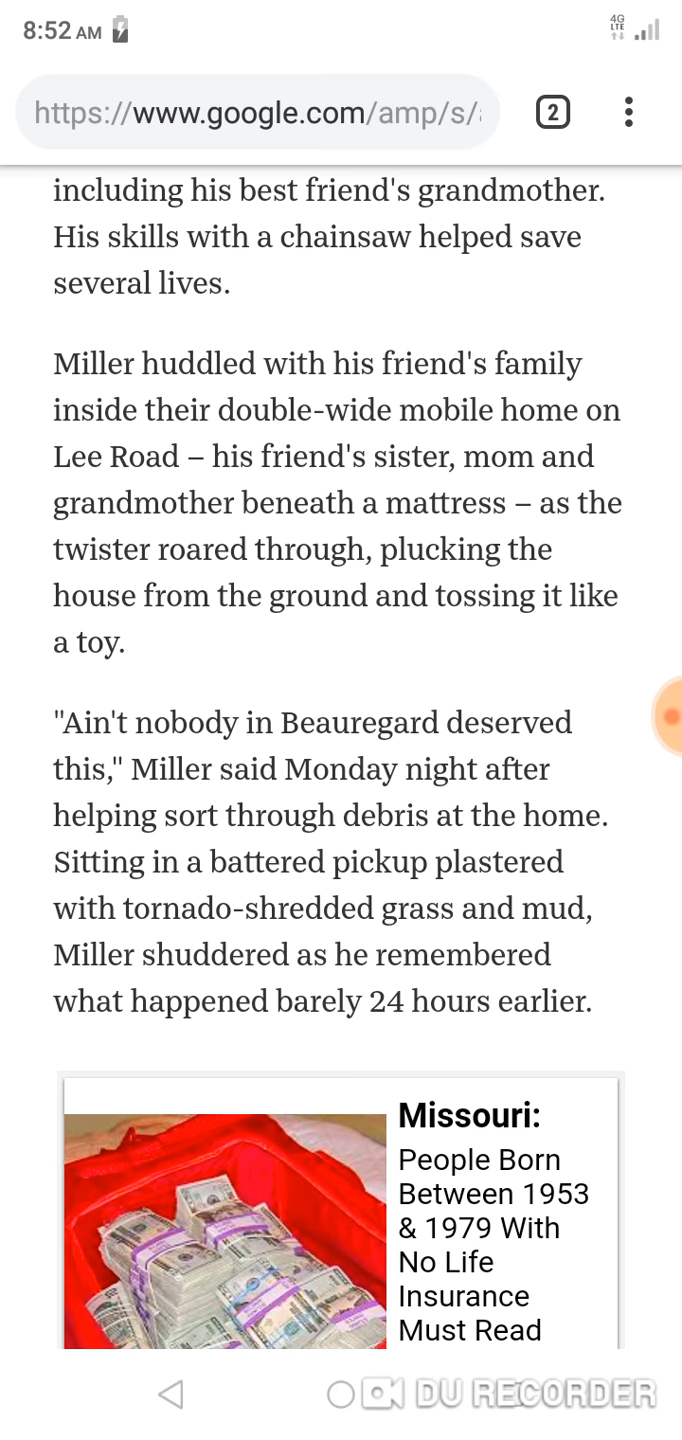 8:52 AM
4G
LTE
https://www.google.com/amp/s/
2
including his best friend's grandmother.
His skills with a chainsaw helped save
several lives.
Miller huddled with his friend's family
inside their double-wide mobile home on
Lee Road – his friend's sister, mom and
grandmother beneath a mattress – as the
twister roared through, plucking the
house from the ground and tossing it like
a toy.
"Ain't nobody in Beauregard deserved
this," Miller said Monday night after
helping sort through debris at the home.
Sitting in a battered pickup plastered
with tornado-shredded grass and mud,
Miller shuddered as he remembered
what happened barely 24 hours earlier.
Missouri:
People Born
Between 1953
& 1979 With
No Life
Insurance
Must Read
DU RECORDER